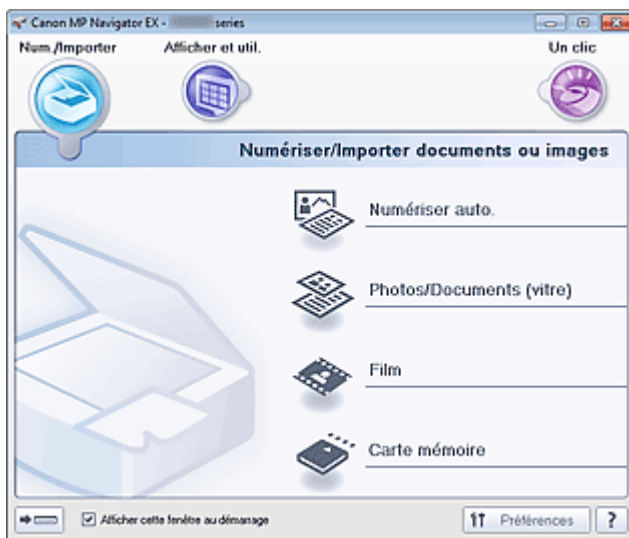 Canon MP Navigator EX - series
Num./Importer
Afficher et util.
Un clic
Numériser/Importer documents ou images
Numériser auto.
Photos/Documents (vitre)
Film
Carte mémoire
Afficher cette fenêtre au démarrage
Préférences
?